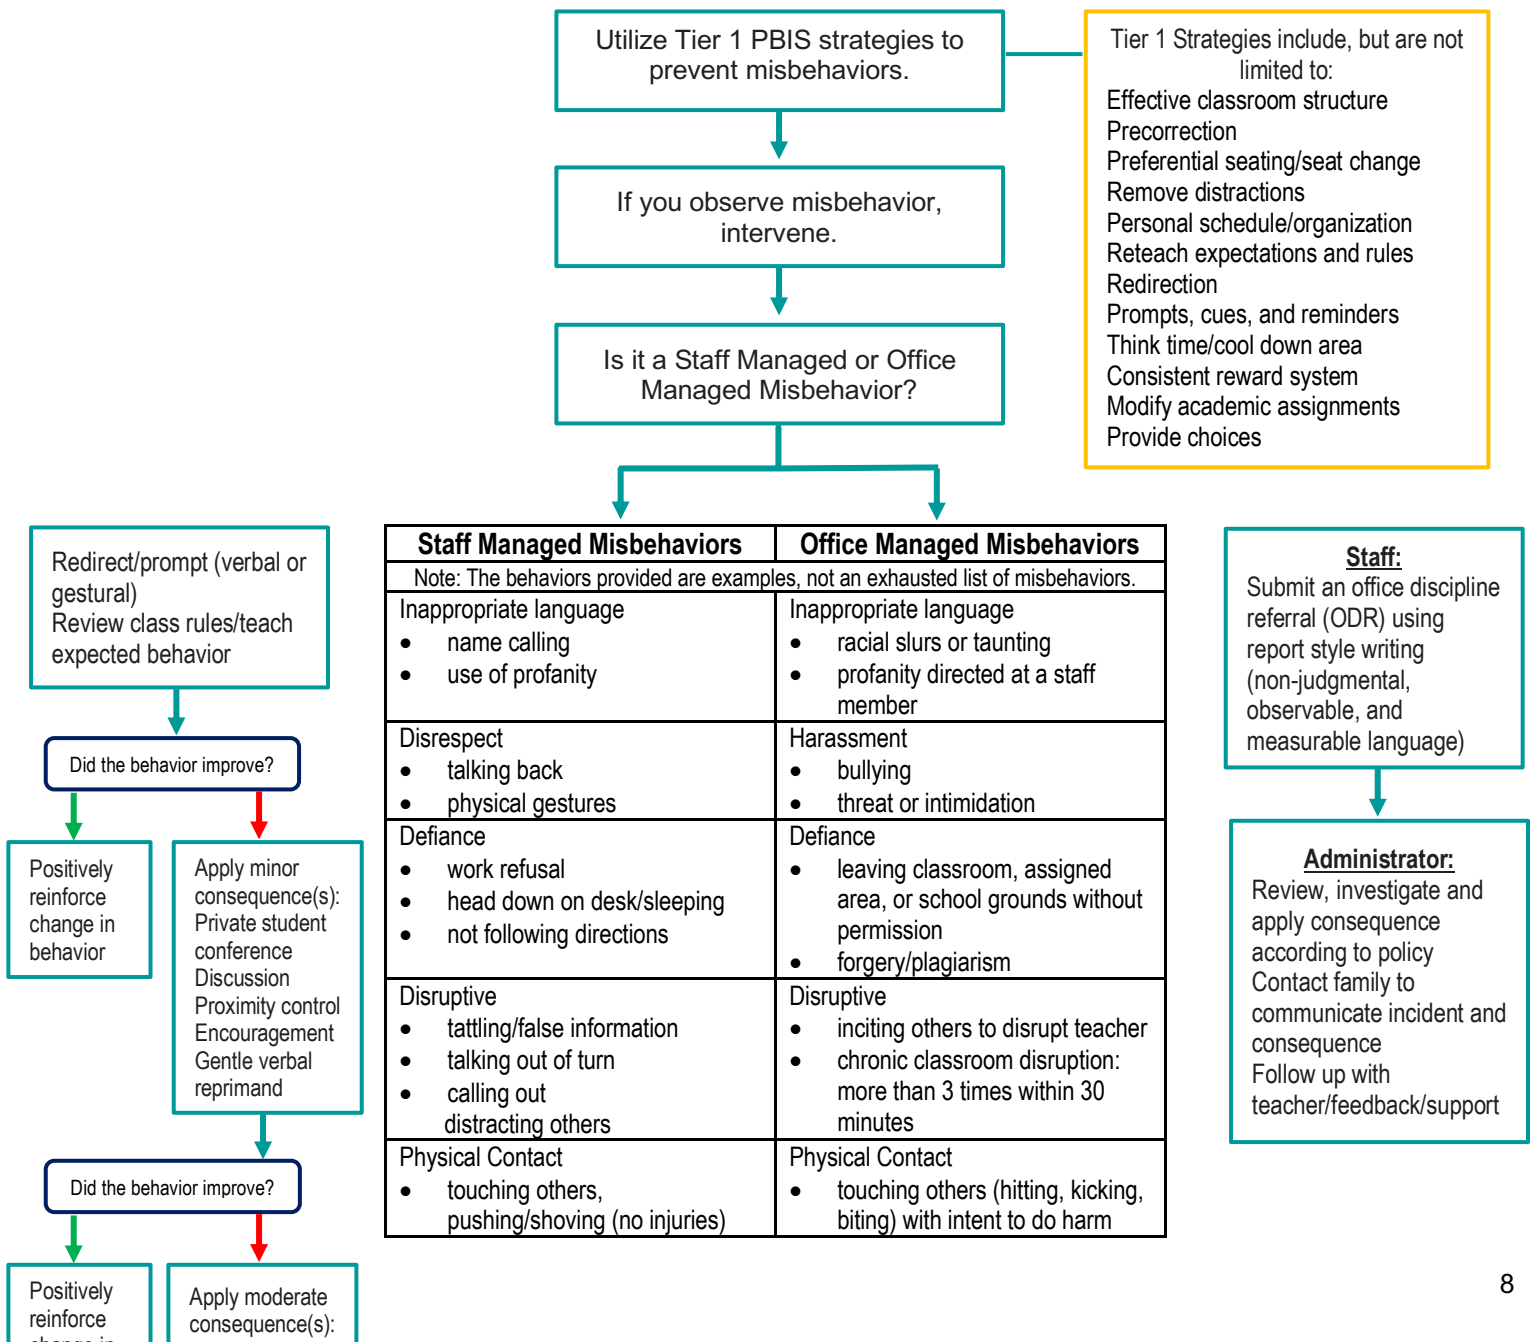 Utilize Tier 1 PBIS strategies to
prevent misbehaviors.
Tier 1 Strategies include, but are not
limited to:
Effective classroom structure
Precorrection
Preferential seating/seat change
Remove distractions
Personal schedule/organization
Reteach expectations and rules
Redirection
Prompts, cues, and reminders
Think time/cool down area
Consistent reward system
Modify academic assignments
Provide choices
If you observe misbehavior,
intervene.
Is it a Staff Managed or Office
Managed Misbehavior?
Redirect/prompt (verbal or
gestural)
Review class rules/teach
expected behavior
Did the behavior improve?
Positively
reinforce
change in
behavior
Apply minor
consequence(s):
Private student
conference
Discussion
Proximity control
Encouragement
Gentle verbal
reprimand
Did the behavior improve?
Positively
reinforce
change in
Apply moderate
consequence(s):
Staff Managed Misbehaviors
Office Managed Misbehaviors
Note: The behaviors provided are examples, not an exhausted list of misbehaviors.
Inappropriate language
• name calling
• use of profanity
Inappropriate language
• racial slurs or taunting
• profanity directed at a staff
member
Disrespect
• talking back
• physical gestures
Harassment
• bullying
• threat or intimidation
Defiance
• work refusal
• head down on desk/sleeping
• not following directions
Defiance
• leaving classroom, assigned
area, or school grounds without
permission
• forgery/plagiarism
Disruptive
• tattling/false information
• talking out of turn
• calling out
distracting others
Disruptive
• inciting others to disrupt teacher
• chronic classroom disruption:
more than 3 times within 30
minutes
Physical Contact
• touching others,
pushing/shoving (no injuries)
Physical Contact
• touching others (hitting, kicking,
biting) with intent to do harm
Staff:
Submit an office discipline
referral (ODR) using
report style writing
(non-judgmental,
observable, and
measurable language)
Administrator:
Review, investigate and
apply consequence
according to policy
Contact family to
communicate incident and
consequence
Follow up with
teacher/feedback/support
8